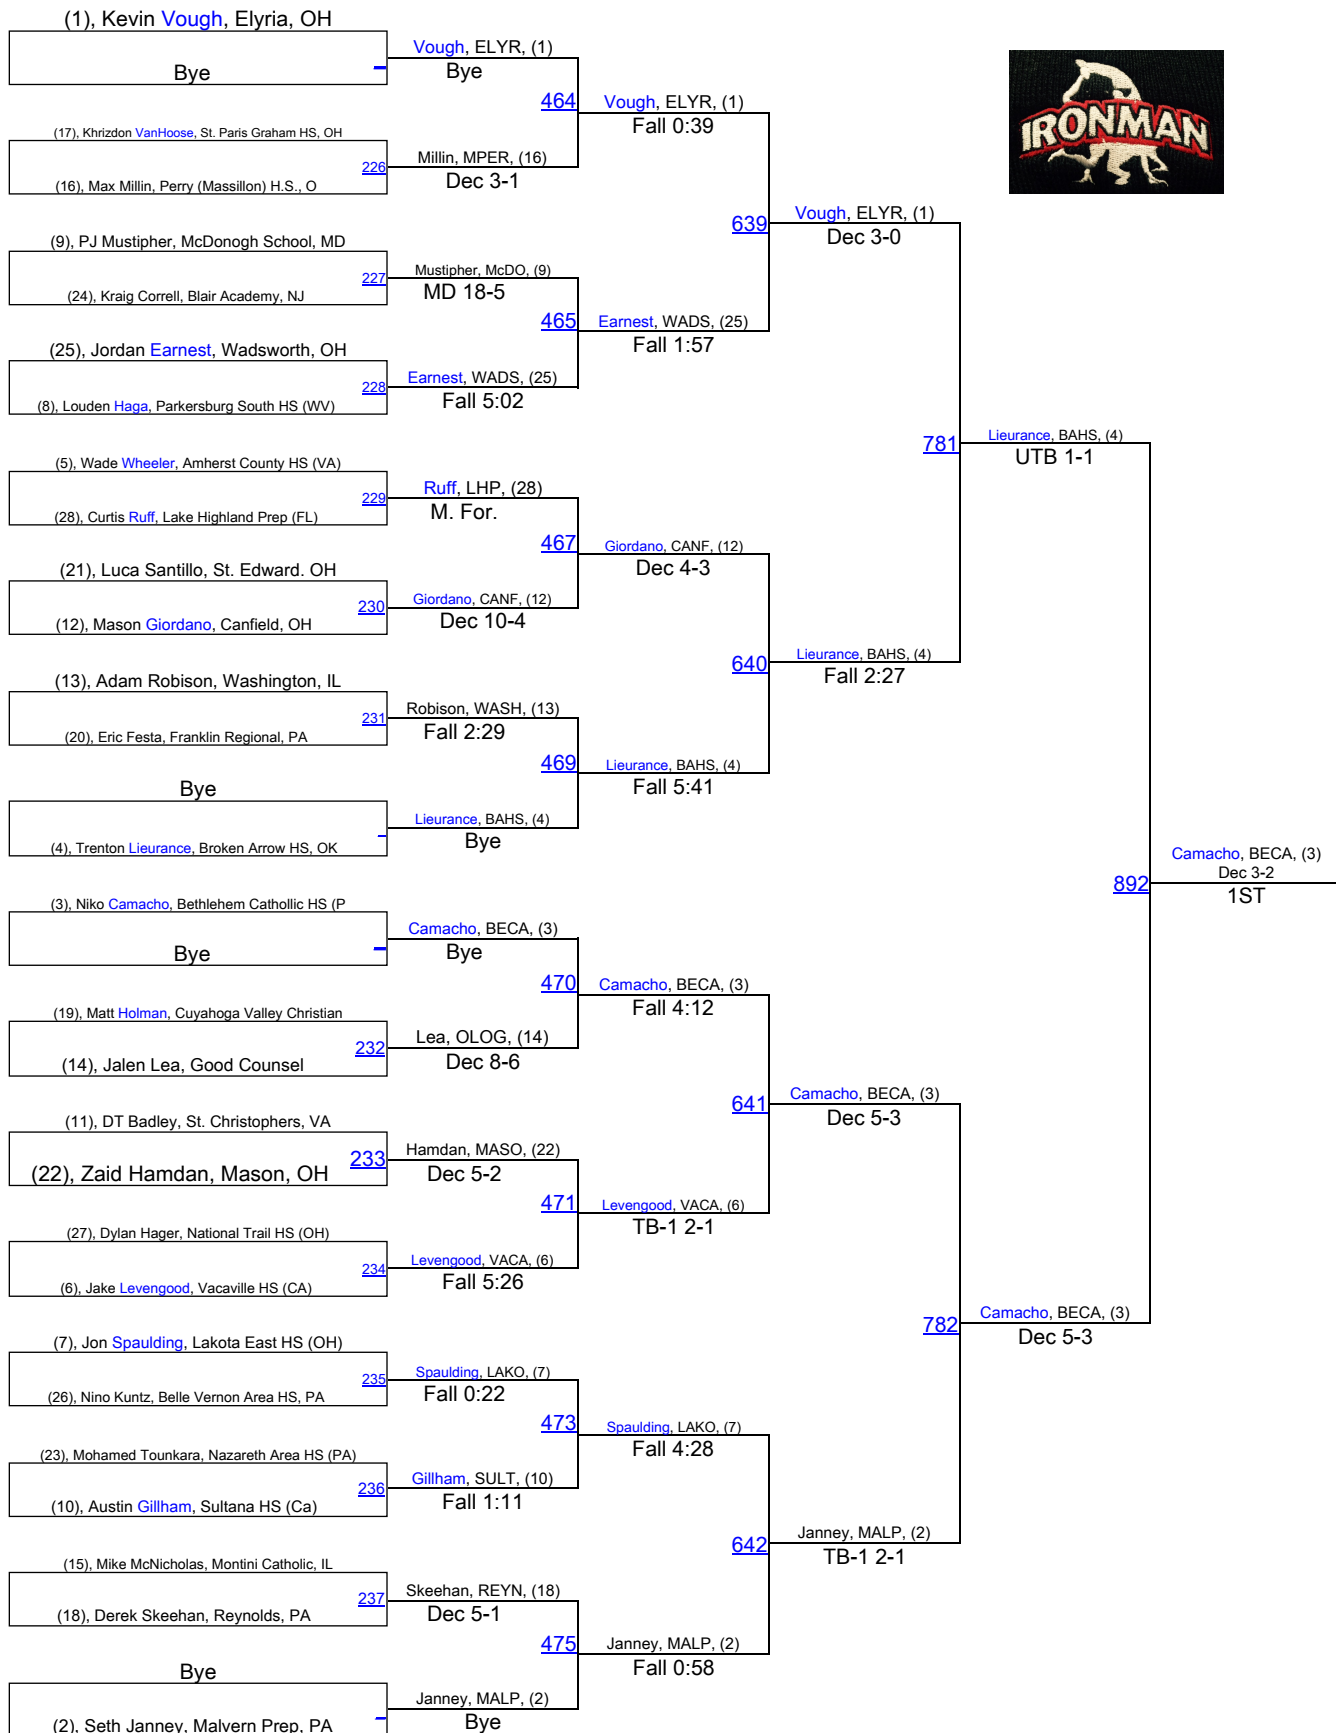 (1), Kevin Vough, Elyria, OH
Bye
Vough, ELYR, (1)
Bye
464
Vough, ELYR, (1)
Fall 0:39
(17), Khrizdon VanHoose, St. Paris Graham HS, OH
226
(16), Max Millin, Perry (Massillon) H.S., O
Millin, MPER, (16)
Dec 3-1
IRONMAN
639
Vough, ELYR, (1)
Dec 3-0
(9), PJ Mustipher, McDonogh School, MD
227
(24), Kraig Correll, Blair Academy, NJ
Mustipher, McDO, (9)
MD 18-5
465
Earnest, WADS, (25)
Fall 1:57
(25), Jordan Earnest, Wadsworth, OH
228
(8), Louden Haga, Parkersburg South HS (WV)
Earnest, WADS, (25)
Fall 5:02
781
Lieurance, BAHS, (4)
UTB 1-1
(5), Wade Wheeler, Amherst County HS (VA)
229
(28), Curtis Ruff, Lake Highland Prep (FL)
Ruff, LHP, (28)
M. For.
467
Giordano, CANF, (12)
Dec 4-3
(21), Luca Santillo, St. Edward. OH
230
(12), Mason Giordano, Canfield, OH
Giordano, CANF, (12)
Dec 10-4
640
Lieurance, BAHS, (4)
Fall 2:27
(13), Adam Robison, Washington, IL
231
(20), Eric Festa, Franklin Regional, PA
Robison, WASH, (13)
Fall 2:29
469
Lieurance, BAHS, (4)
Fall 5:41
Bye
(4), Trenton Lieurance, Broken Arrow HS, OK
Lieurance, BAHS, (4)
Bye
892
Camacho, BECA, (3)
Dec 3-2
1ST
(3), Niko Camacho, Bethlehem Cathollic HS (P
Bye
Camacho, BECA, (3)
Bye
470
Camacho, BECA, (3)
Fall 4:12
(19), Matt Holman, Cuyahoga Valley Christian
232
(14), Jalen Lea, Good Counsel
Lea, OLOG, (14)
Dec 8-6
641
Camacho, BECA, (3)
Dec 5-3
(11), DT Badley, St. Christophers, VA
233
(22), Zaid Hamdan, Mason, OH
Hamdan, MASO, (22)
Dec 5-2
471
Levengood, VACA, (6)
TB-1 2-1
(27), Dylan Hager, National Trail HS (OH)
234
(6), Jake Levengood, Vacaville HS (CA)
Levengood, VACA, (6)
Fall 5:26
782
Camacho, BECA, (3)
Dec 5-3
(7), Jon Spaulding, Lakota East HS (OH)
235
(26), Nino Kuntz, Belle Vernon Area HS, PA
Spaulding, LAKO, (7)
Fall 0:22
473
Spaulding, LAKO, (7)
Fall 4:28
(23), Mohamed Tounkara, Nazareth Area HS (PA)
236
(10), Austin Gillham, Sultana HS (Ca)
Gillham, SULT, (10)
Fall 1:11
642
Janney, MALP, (2)
TB-1 2-1
(15), Mike McNicholas, Montini Catholic, IL
237
(18), Derek Skeehan, Reynolds, PA
Skeehan, REYN, (18)
Dec 5-1
475
Janney, MALP, (2)
Fall 0:58
Bye
(2), Seth Janney, Malvern Prep, PA
Janney, MALP, (2)
Bye